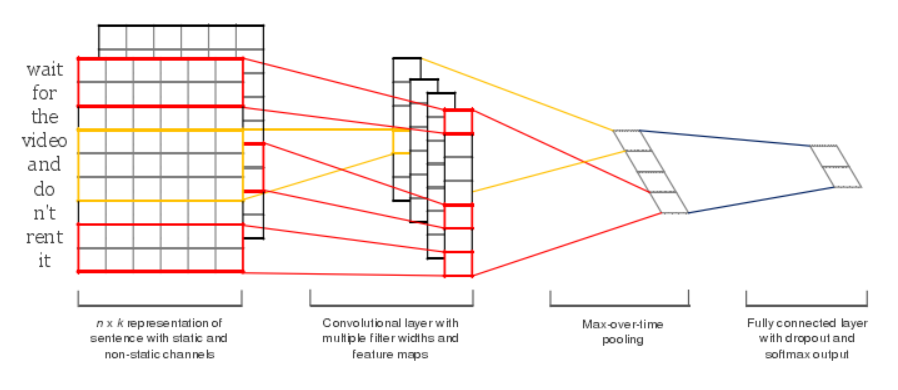 wait
for
the
video
and
do
n't
rent
it
n x k representation of
sentence with static and
non-static channels
Convolutional layer with
multiple filter widths and
feature maps
Max-over-time
pooling
Fully connected layer
with dropout and
softmax output